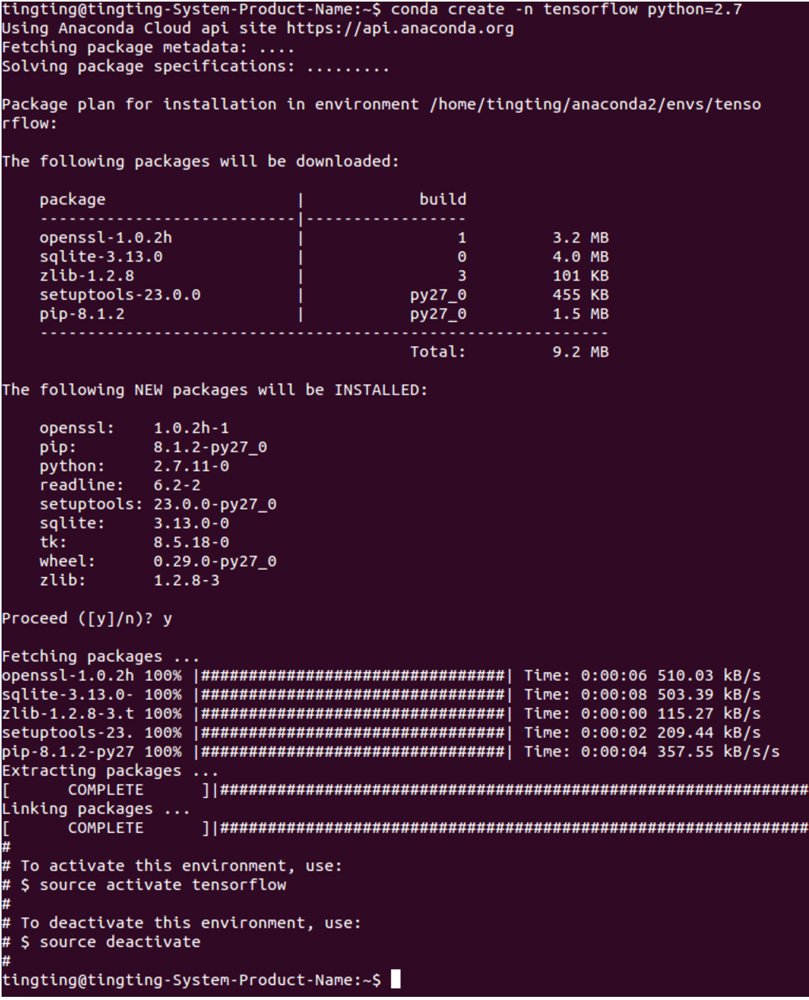 tingting@tingting-System-Product-Name:~$ conda create -n tensorflow python=2.7
Using Anaconda Cloud api site https://api.anaconda.org
Fetching package metadata: ....
Solving package specifications: .........

Package plan for installation in environment /home/tingting/anaconda2/envs/tenso
rflow:

The following packages will be downloaded:

    package                    |            build
    ---------------------------|-----------------
    openssl-1.0.2h             |                1         3.2 MB
    sqlite-3.13.0              |                0         4.0 MB
    zlib-1.2.8                 |                3         101 KB
    setuptools-23.0.0          |           py27_0         455 KB
    pip-8.1.2                  |           py27_0         1.5 MB
    ------------------------------------------------------------
                                           Total:         9.2 MB

The following NEW packages will be INSTALLED:

    openssl:    1.0.2h-1
    pip:        8.1.2-py27_0
    python:     2.7.11-0
    readline:   6.2-2
    setuptools: 23.0.0-py27_0
    sqlite:     3.13.0-0
    tk:         8.5.18-0
    wheel:      0.29.0-py27_0
    zlib:       1.2.8-3

Proceed ([y]/n)? y

Fetching packages ...
openssl-1.0.2h 100% |################################| Time: 0:00:06 510.03 kB/s
sqlite-3.13.0- 100% |################################| Time: 0:00:08 503.39 kB/s
zlib-1.2.8-3.t 100% |################################| Time: 0:00:00 115.27 kB/s
setuptools-23. 100% |################################| Time: 0:00:02 209.44 kB/s
pip-8.1.2-py27 100% |################################| Time: 0:00:04 357.55 kB/s/s
Extracting packages ...
[      COMPLETE      ]|##############################################################
Linking packages ...
[      COMPLETE      ]|##############################################################
#
# To activate this environment, use:
# $ source activate tensorflow
#
# To deactivate this environment, use:
# $ source deactivate
#
tingting@tingting-System-Product-Name:~$